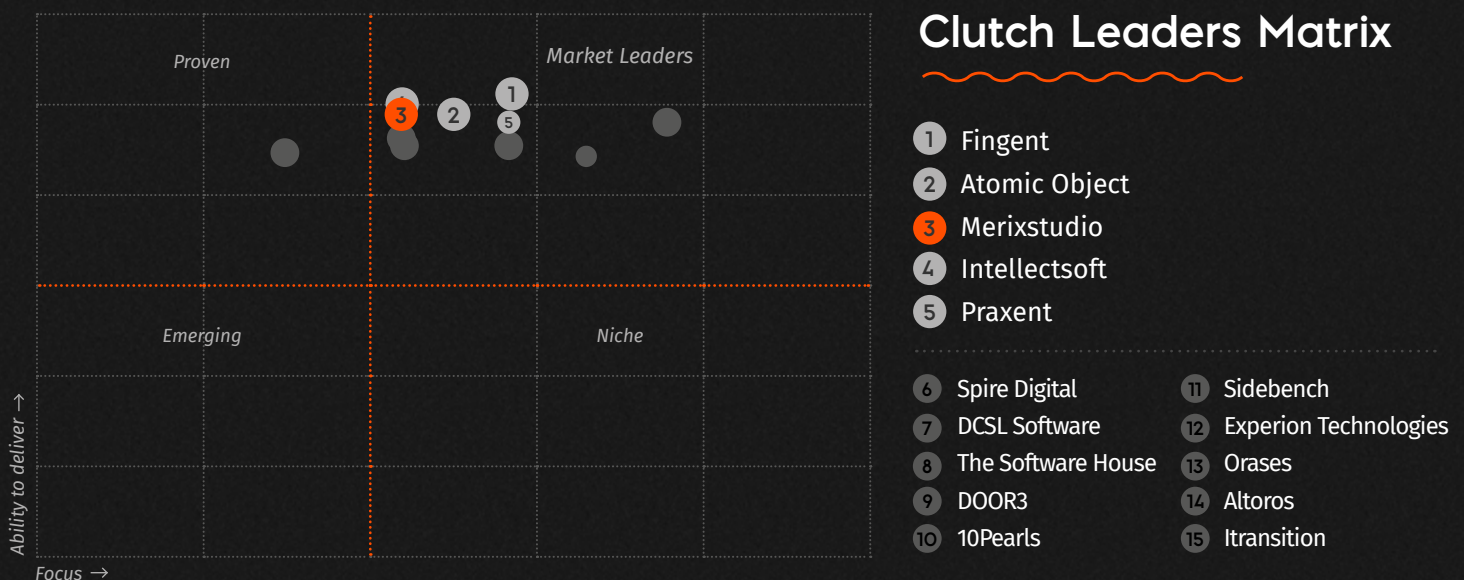 Clutch Leaders Matrix
Proven
Market Leaders
1
3
2
5
Emerging
Niche
Ability to deliver →
Focus →
1 Fingent
2 Atomic Object
3 Merixstudio
4 Intellectsoft
5 Praxent
6 Spire Digital
7 DCSL Software
8 The Software House
9 DOOR3
10 10Pearls
11 Sidebench
12 Experion Technologies
13 Orases
14 Altoros
15 Itransition